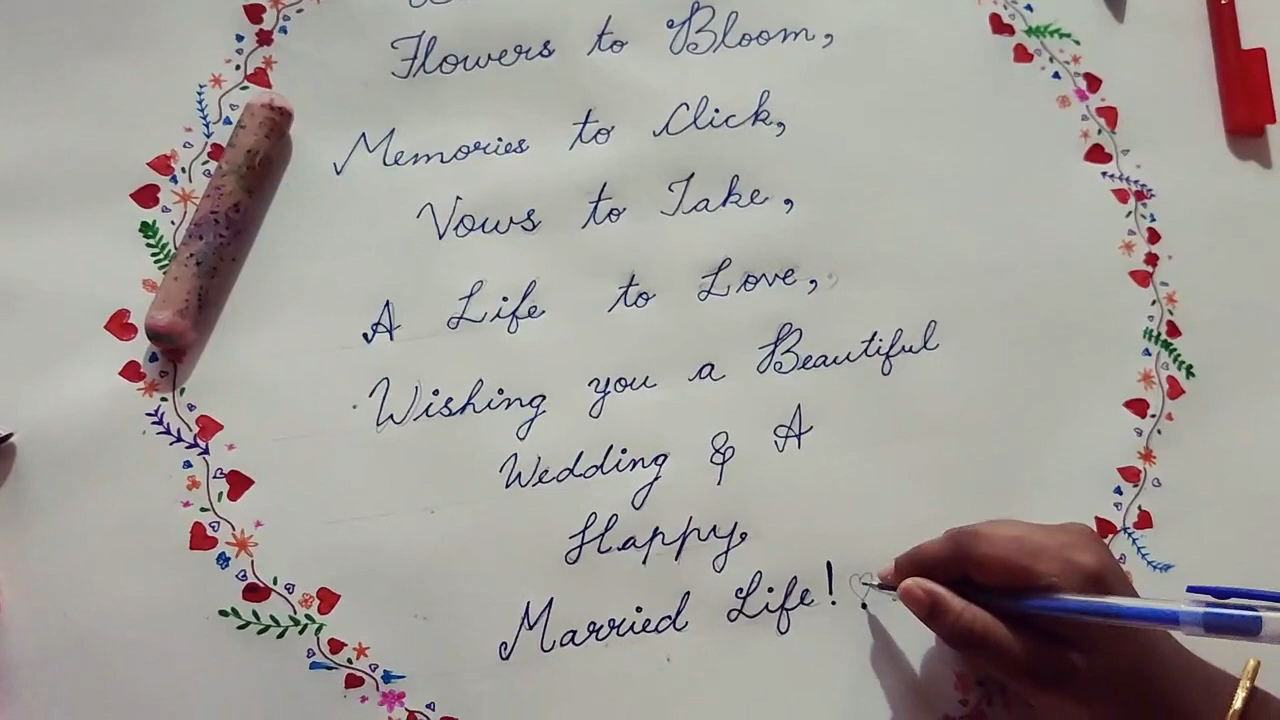 Flowers to Bloom,
Memories to Click,
Vows to Take,
A Life to Love,
Wishing you a Beautiful
Wedding & A
Happy
Married Life!